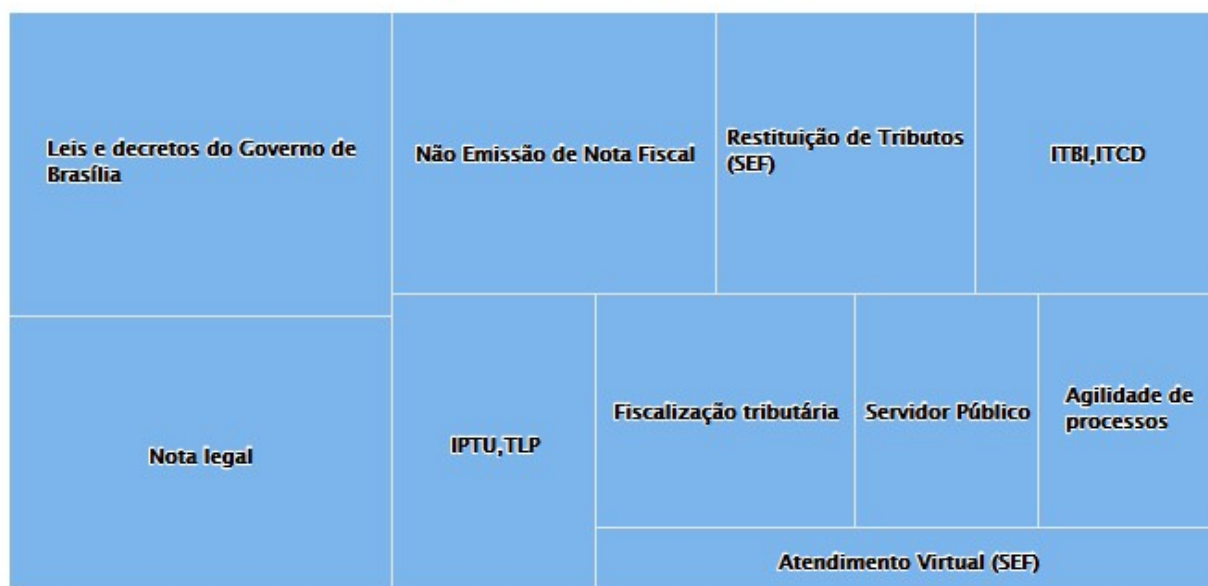 Leis e decretos do Governo de
Brasília
Não Emissão de Nota Fiscal
Restituição de Tributos
(SEF)
ITBI,ITCD
Nota legal
IPTU,TLP
Fiscalização tributária
Servidor Público
Agilidade de
processos
Atendimento Virtual (SEF)